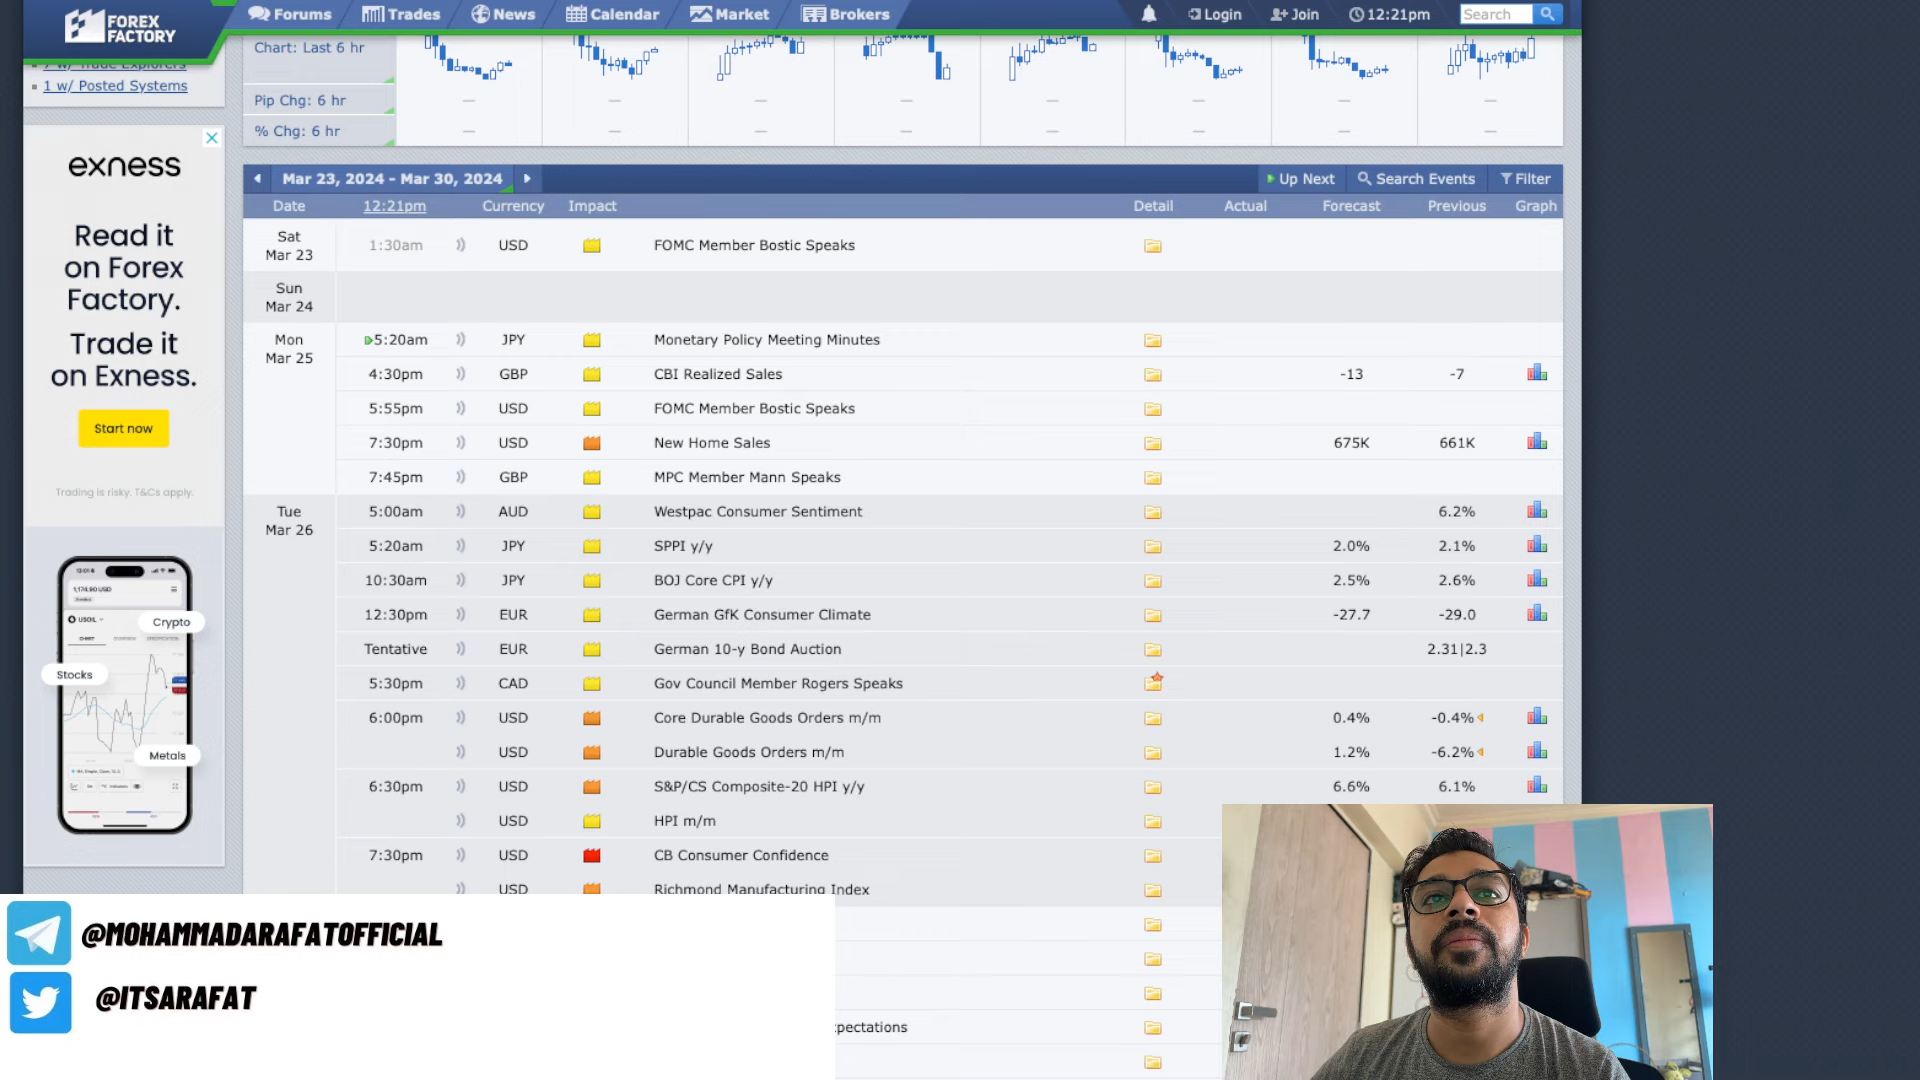 FOREX
FACTORY
Forums
Trades
News
Calendar
Market
Brokers
Login
Join
12:21pm
Search
7 w/ Trade Explorers
1 w/ Posted Systems
Chart: Last 6 hr
Pip Chg: 6 hr — — — — — — — —
% Chg: 6 hr — — — — — — — —
exness
Read it
on Forex
Factory.
Trade it
on Exness.
Start now
Trading is risky. T&Cs apply.
1,174.90 USD
USOIL
Crypto
Stocks
Metals
Mar 23, 2024 - Mar 30, 2024
Up Next
Search Events
Filter
Date 12:21pm Currency Impact Detail Actual Forecast Previous Graph
Sat
Mar 23
1:30am USD FOMC Member Bostic Speaks
Sun
Mar 24
Mon
Mar 25
5:20am JPY Monetary Policy Meeting Minutes
4:30pm GBP CBI Realized Sales -13 -7
5:55pm USD FOMC Member Bostic Speaks
7:30pm USD New Home Sales 675K 661K
7:45pm GBP MPC Member Mann Speaks
Tue
Mar 26
5:00am AUD Westpac Consumer Sentiment 6.2%
5:20am JPY SPPI y/y 2.0% 2.1%
10:30am JPY BOJ Core CPI y/y 2.5% 2.6%
12:30pm EUR German GfK Consumer Climate -27.7 -29.0
Tentative EUR German 10-y Bond Auction 2.31|2.3
5:30pm CAD Gov Council Member Rogers Speaks
6:00pm USD Core Durable Goods Orders m/m 0.4% -0.4%
USD Durable Goods Orders m/m 1.2% -6.2%
6:30pm USD S&P/CS Composite-20 HPI y/y 6.6% 6.1%
USD HPI m/m
7:30pm USD CB Consumer Confidence
USD Richmond Manufacturing Index
pectations
@MOHAMMADARAFATOFFICIAL
@ITSARAFAT